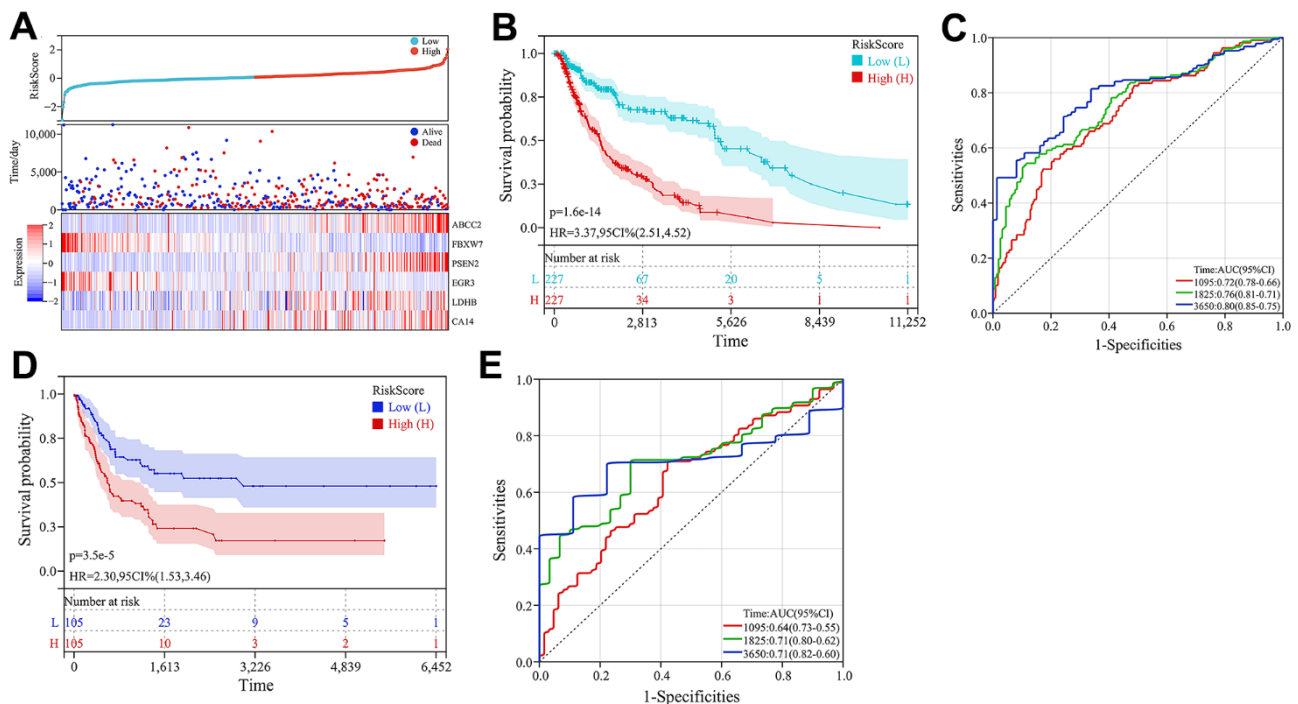 A
RiskScore
2
0
−2
Low
High
Time/day
10,000
5,000
0
Alive
Dead
Expression
2
1
0
−1
−2
ABCC2
FBXW7
PSEN2
EGR3
LDHB
CA14
B
RiskScore
Low (L)
High (H)
Survival probability
1.0
0.8
0.5
0.3
0.0
p=1.6e-14
HR=3.37,95CI%(2.51,4.52)
Number at risk
L 227 67 20 5 1
H 227 34 3 1 1
0 2,813 5,626 8,439 11,252
Time
C
Sensitivities
1.0
0.8
0.6
0.4
0.2
0.0
Time:AUC(95%CI)
1095:0.72(0.78-0.66)
1825:0.76(0.81-0.71)
3650:0.80(0.85-0.75)
0.0 0.2 0.4 0.6 0.8 1.0
1-Specificities
D
RiskScore
Low (L)
High (H)
Survival probability
1.0
0.8
0.5
0.3
0.0
p=3.5e-5
HR=2.30,95CI%(1.53,3.46)
Number at risk
L 105 23 9 5 1
H 105 10 3 2 1
0 1,613 3,226 4,839 6,452
Time
E
Sensitivities
1.0
0.8
0.6
0.4
0.2
0.0
Time:AUC(95%CI)
1095:0.64(0.73-0.55)
1825:0.71(0.80-0.62)
3650:0.71(0.82-0.60)
0.0 0.2 0.4 0.6 0.8 1.0
1-Specificities